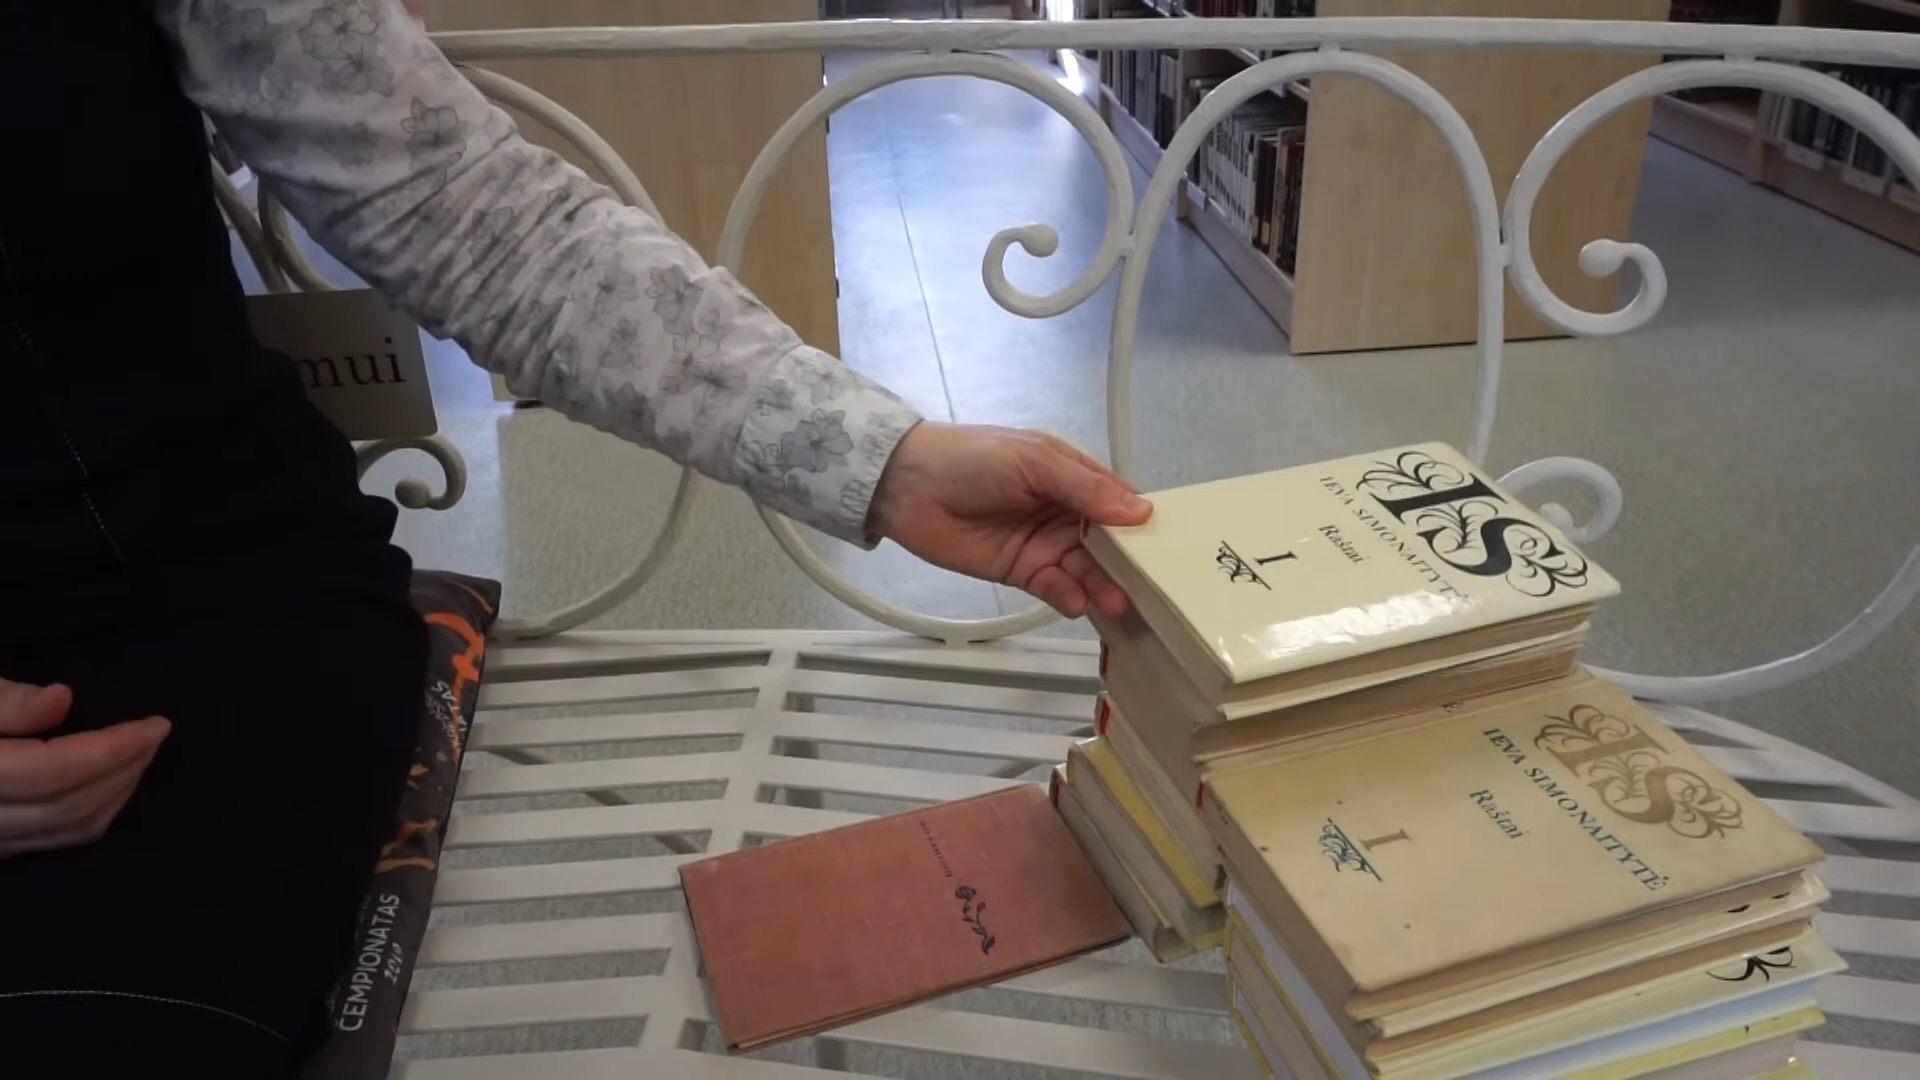 mui
IS
IEVA SIMONAITYTĖ
Raštai
I
IS
IEVA SIMONAITYTĖ
Raštai
I
Ė
ČEMPIONATAS